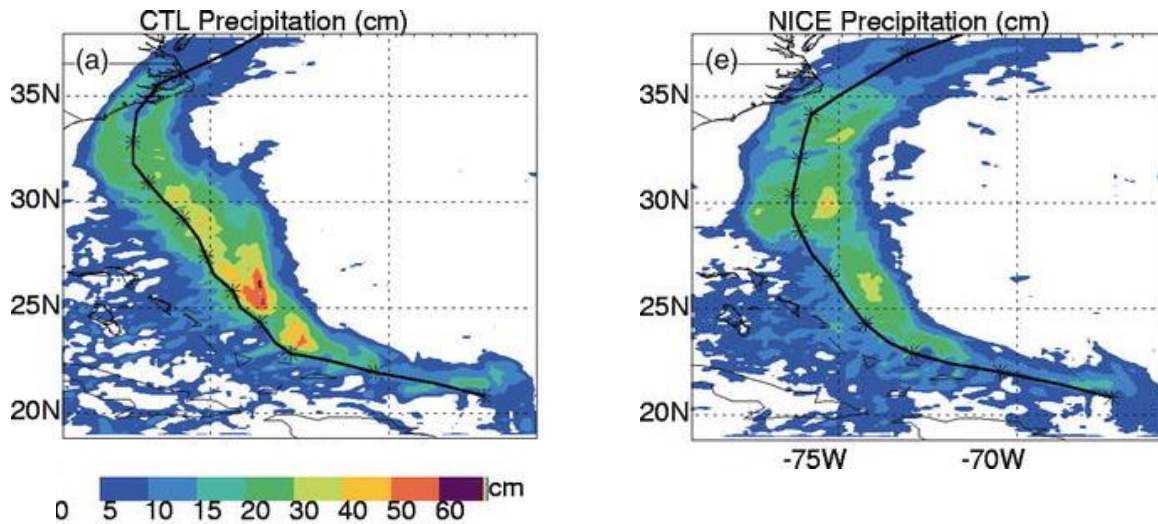 CTL Precipitation (cm)
(a)
35N
30N
25N
20N
0 5 10 15 20 30 40 50 60
cm
NICE Precipitation (cm)
(e)
35N
30N
25N
20N
-75W -70W